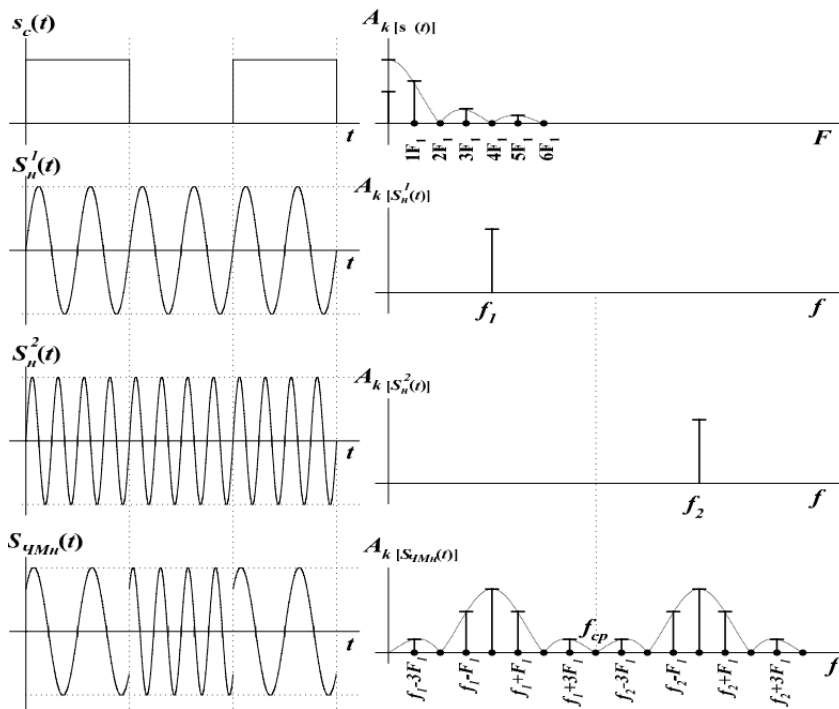 s_c(t)
A_k [s (t)]
t
1F_1 2F_1 3F_1 4F_1 5F_1 6F_1
F
S_н^1(t)
A_k [S_н^1(t)]
t
f_1
f
S_н^2(t)
A_k [S_н^2(t)]
t
f_2
f
S_ЧМн(t)
A_k [S_ЧМн(t)]
t
f_ср
f_1-3F_1 f_1-F_1 f_1+F_1 f_1+3F_1 f_2-3F_1 f_2-F_1 f_2+F_1 f_2+3F_1
f